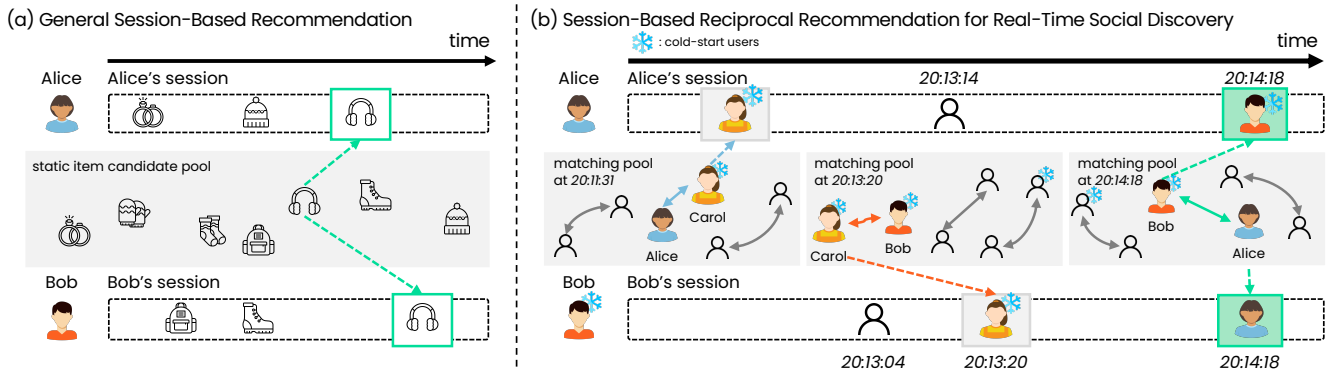 (a) General Session-Based Recommendation
time
Alice
Alice's session
static item candidate pool
Bob
Bob's session
(b) Session-Based Reciprocal Recommendation for Real-Time Social Discovery
: cold-start users
time
Alice
Alice's session
20:13:14
20:14:18
matching pool
at 20:11:31
Carol
Alice
matching pool
at 20:13:20
Carol
Bob
matching pool
at 20:14:18
Bob
Alice
Bob
Bob's session
20:13:04
20:13:20
20:14:18